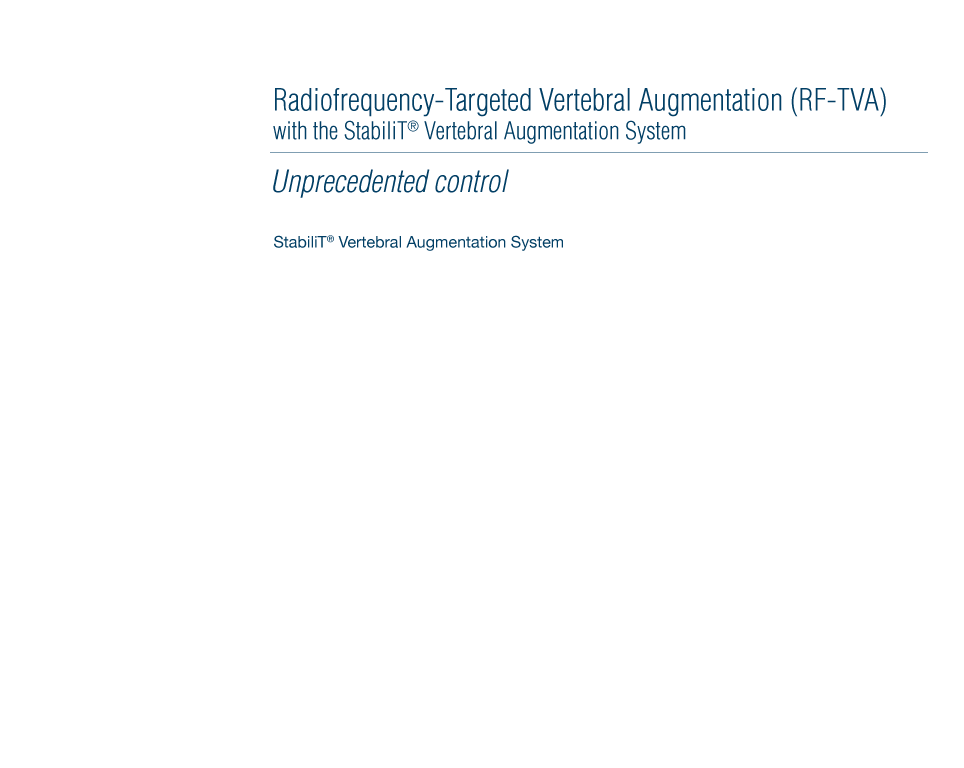 Radiofrequency-Targeted Vertebral Augmentation (RF-TVA)
with the StabiliT® Vertebral Augmentation System
Unprecedented control
StabiliT® Vertebral Augmentation System